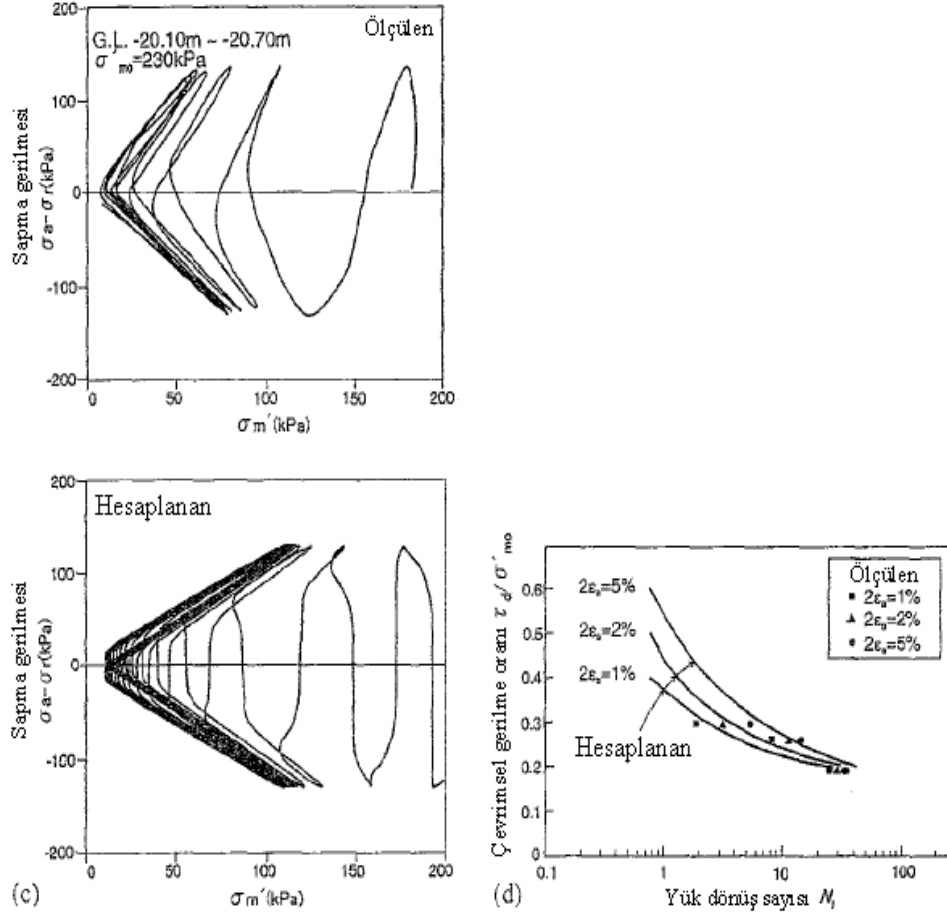 200
100
0
-100
-200
Sapma gerilmesi
σa-σr(kPa)
G.L. -20.10m ~ -20.70m
σ´mo=230kPa
Ölçülen
0 50 100 150 200
σm´(kPa)
200
100
0
-100
-200
Sapma gerilmesi
σa-σr(kPa)
Hesaplanan
0 50 100 150 200
σm´(kPa)
(c)
Çevrimsel gerilme oranı τd/σ´mo
0.6
0.5
0.4
0.3
0.2
0
2εa=5%
2εa=2%
2εa=1%
Hesaplanan
Ölçülen
■ 2εa=1%
▲ 2εa=2%
● 2εa=5%
0.1 1 10 100
Yük dönüş sayısı Nl
(d)